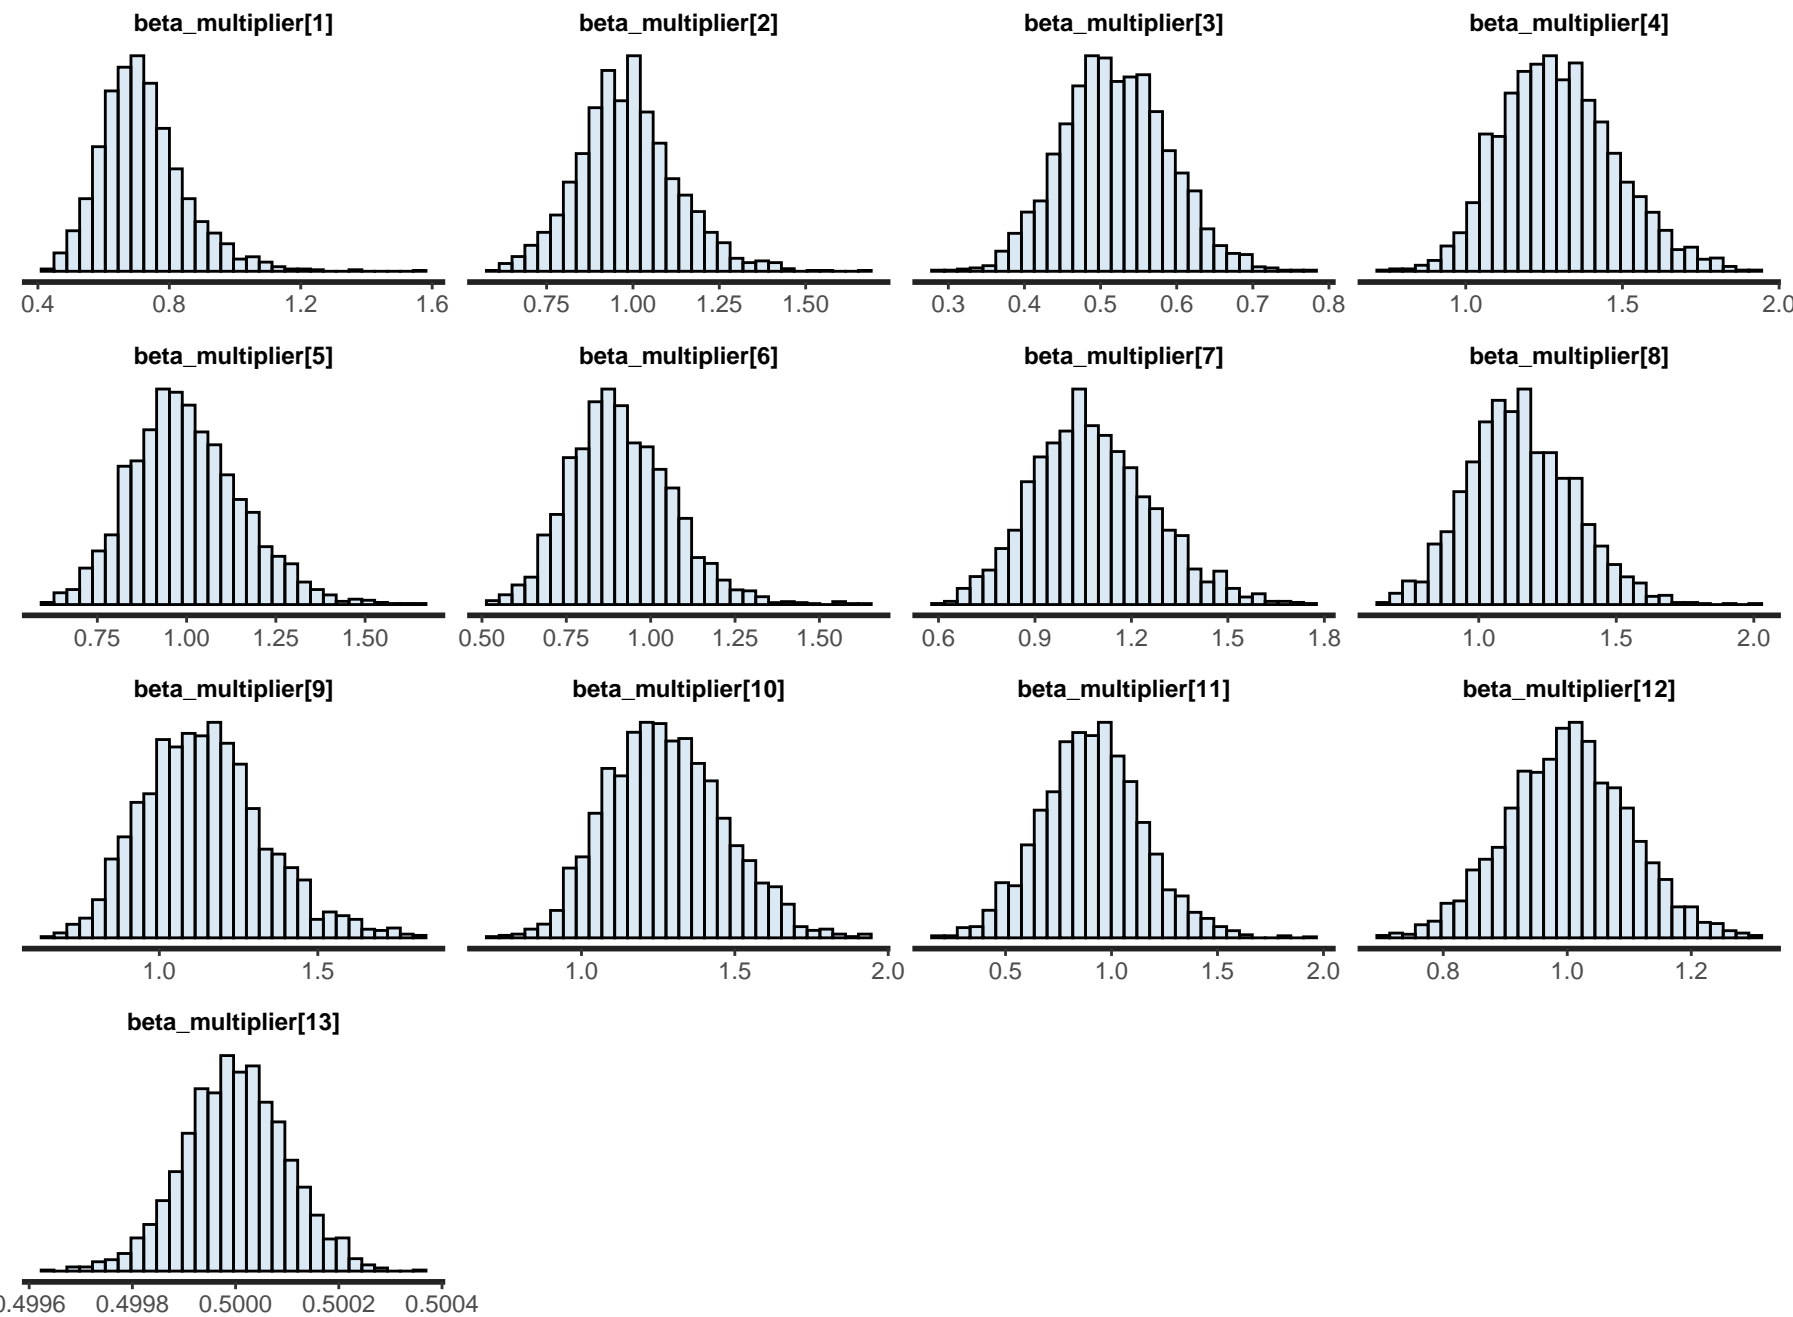 beta_multiplier[1] beta_multiplier[2] beta_multiplier[3] beta_multiplier[4]
0.4 0.8 1.2 1.6 0.75 1.00 1.25 1.50 0.3 0.4 0.5 0.6 0.7 0.8 1.0 1.5 2.0
beta_multiplier[5] beta_multiplier[6] beta_multiplier[7] beta_multiplier[8]
0.75 1.00 1.25 1.50 0.50 0.75 1.00 1.25 1.50 0.6 0.9 1.2 1.5 1.8 1.0 1.5 2.0
beta_multiplier[9] beta_multiplier[10] beta_multiplier[11] beta_multiplier[12]
1.0 1.5 1.0 1.5 2.0 0.5 1.0 1.5 2.0 0.8 1.0 1.2
beta_multiplier[13]
0.4996 0.4998 0.5000 0.5002 0.5004